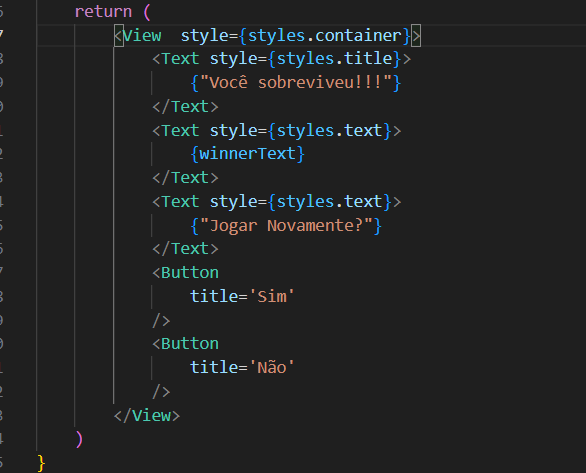 return (
<View  style={styles.container}>
<Text style={styles.title}>
{"Você sobreviveu!!!"}
</Text>
<Text style={styles.text}>
{winnerText}
</Text>
<Text style={styles.text}>
{"Jogar Novamente?"}
</Text>
<Button
title='Sim'
/>
<Button
title='Não'
/>
</View>
)
}